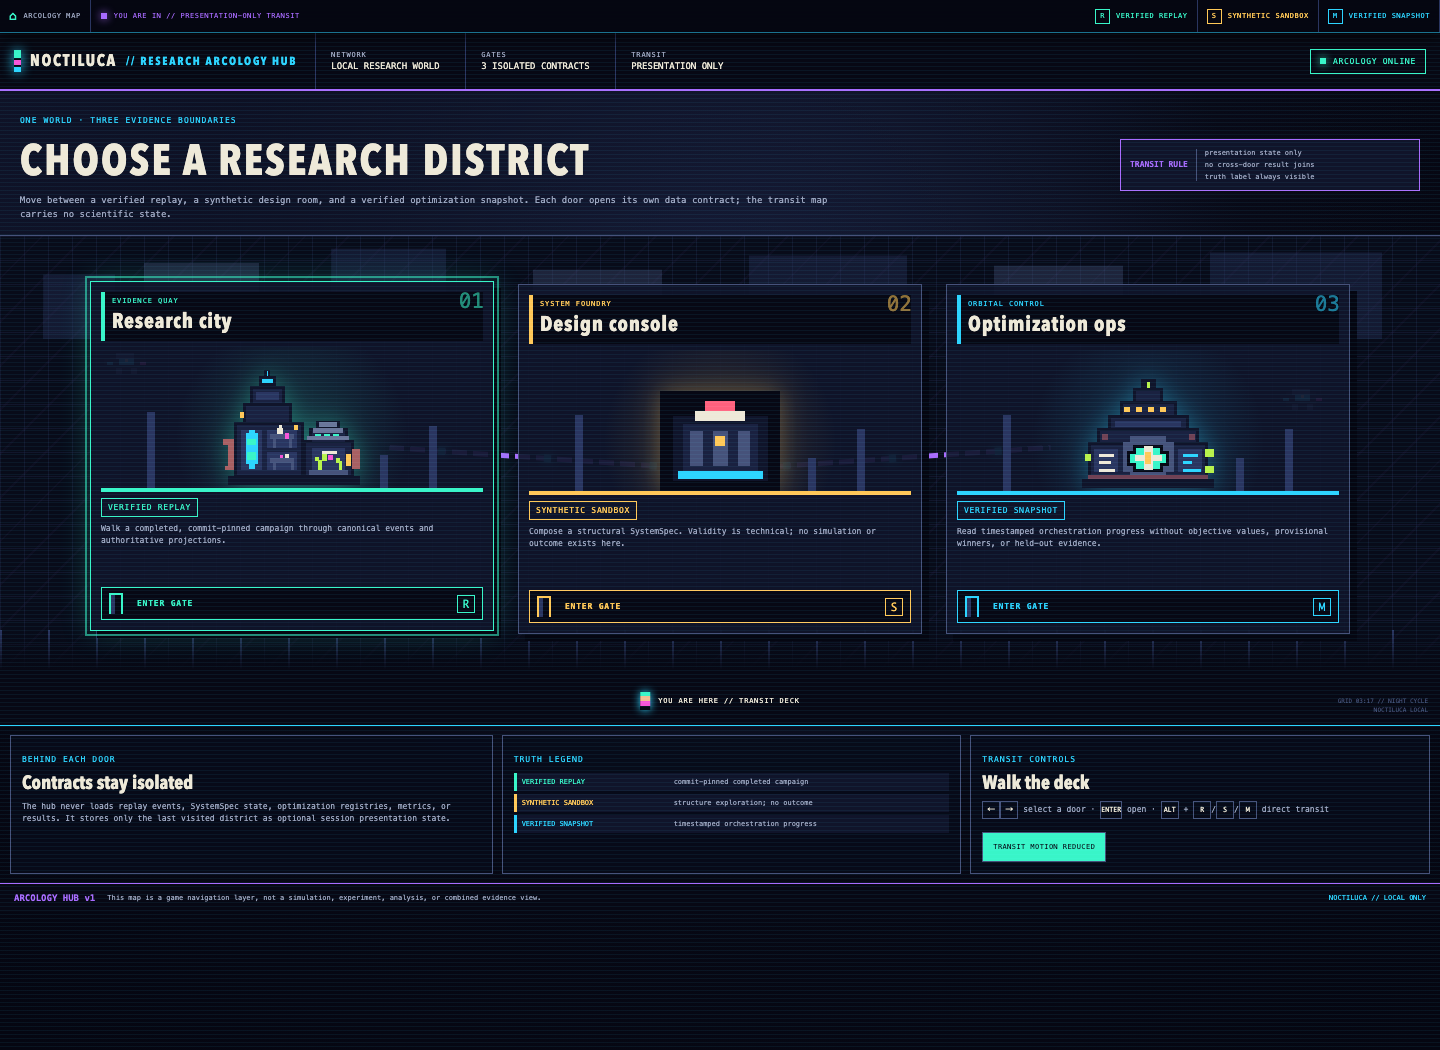 ARCOLOGY MAP
YOU ARE IN // PRESENTATION-ONLY TRANSIT
R VERIFIED REPLAY
S SYNTHETIC SANDBOX
M VERIFIED SNAPSHOT
NOCTILUCA // RESEARCH ARCOLOGY HUB
NETWORK
LOCAL RESEARCH WORLD
GATES
3 ISOLATED CONTRACTS
TRANSIT
PRESENTATION ONLY
ARCOLOGY ONLINE
ONE WORLD · THREE EVIDENCE BOUNDARIES
CHOOSE A RESEARCH DISTRICT
Move between a verified replay, a synthetic design room, and a verified optimization snapshot. Each door opens its own data contract; the transit map
carries no scientific state.
TRANSIT RULE
presentation state only
no cross-door result joins
truth label always visible
EVIDENCE QUAY
01
Research city
VERIFIED REPLAY
Walk a completed, commit-pinned campaign through canonical events and
authoritative projections.
ENTER GATE R
SYSTEM FOUNDRY
02
Design console
SYNTHETIC SANDBOX
Compose a structural SystemSpec. Validity is technical; no simulation or
outcome exists here.
ENTER GATE S
ORBITAL CONTROL
03
Optimization ops
VERIFIED SNAPSHOT
Read timestamped orchestration progress without objective values, provisional
winners, or held-out evidence.
ENTER GATE M
YOU ARE HERE // TRANSIT DECK
GRID 03:17 // NIGHT CYCLE
NOCTILUCA LOCAL
BEHIND EACH DOOR
Contracts stay isolated
The hub never loads replay events, SystemSpec state, optimization registries, metrics, or
results. It stores only the last visited district as optional session presentation state.
TRUTH LEGEND
VERIFIED REPLAY commit-pinned completed campaign
SYNTHETIC SANDBOX structure exploration; no outcome
VERIFIED SNAPSHOT timestamped orchestration progress
TRANSIT CONTROLS
Walk the deck
← → select a door · ENTER open · ALT + R / S / M direct transit
TRANSIT MOTION REDUCED
ARCOLOGY HUB v1 This map is a game navigation layer, not a simulation, experiment, analysis, or combined evidence view.
NOCTILUCA // LOCAL ONLY